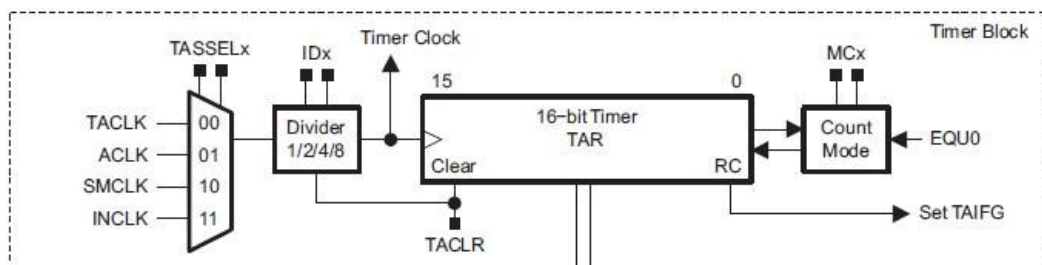 Timer Block
Timer Clock
TASSELx
IDx
MCx
15
0
TACLK
00
ACLK
01
SMCLK
10
INCLK
11
Divider
1/2/4/8
16−bit Timer
TAR
Clear
RC
Count
Mode
EQU0
Set TAIFG
TACLR